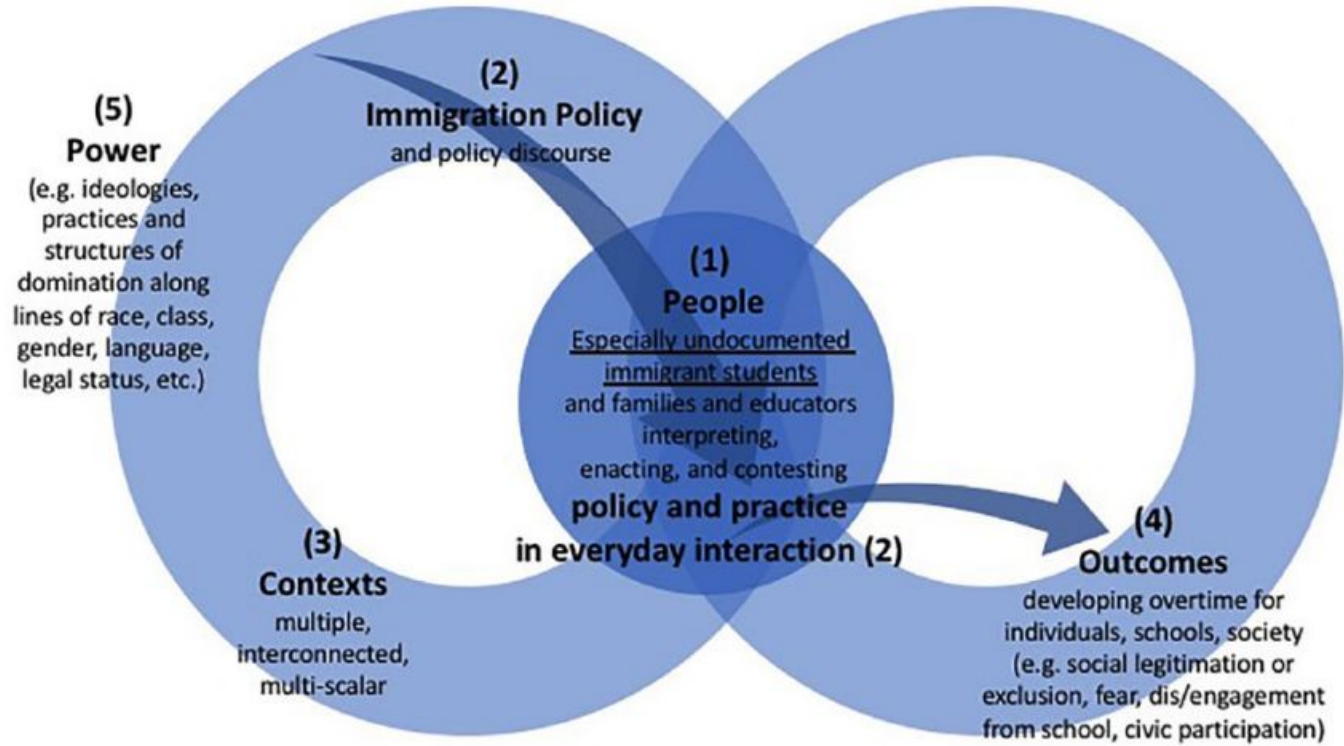 (2)
Immigration Policy
and policy discourse
(5)
Power
(e.g. ideologies,
practices and
structures of
domination along
lines of race, class,
gender, language,
legal status, etc.)
(1)
People
Especially undocumented
immigrant students
and families and educators
interpreting,
enacting, and contesting
policy and practice
in everyday interaction (2)
(3)
Contexts
multiple,
interconnected,
multi-scalar
(4)
Outcomes
developing overtime for
individuals, schools, society
(e.g. social legitimation or
exclusion, fear, dis/engagement
from school, civic participation)